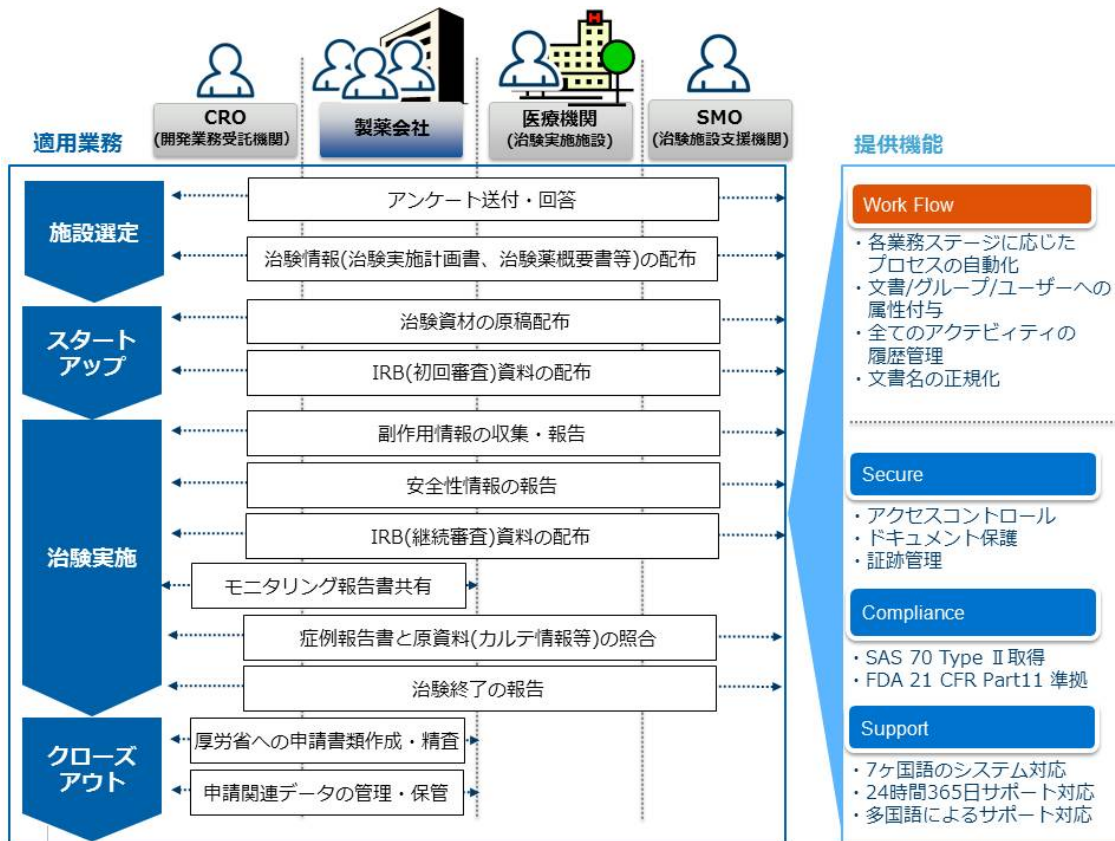 H
CRO
(開発業務受託機関)
製薬会社
医療機関
(治験実施施設)
SMO
(治験施設支援機関)
適用業務
施設選定
アンケート送付・回答
治験情報(治験実施計画書、治験薬概要書等)の配布
スタート
アップ
治験資材の原稿配布
IRB(初回審査)資料の配布
治験実施
副作用情報の収集・報告
安全性情報の報告
IRB(継続審査)資料の配布
モニタリング報告書共有
症例報告書と原資料(カルテ情報等)の照合
治験終了の報告
クローズ
アウト
厚労省への申請書類作成・精査
申請関連データの管理・保管
提供機能
Work Flow
・各業務ステージに応じた
プロセスの自動化
・文書/グループ/ユーザーへの
属性付与
・全てのアクテビィティの
履歴管理
・文書名の正規化
Secure
・アクセスコントロール
・ドキュメント保護
・証跡管理
Compliance
・SAS 70 Type Ⅱ取得
・FDA 21 CFR Part11 準拠
Support
・7ヶ国語のシステム対応
・24時間365日サポート対応
・多国語によるサポート対応